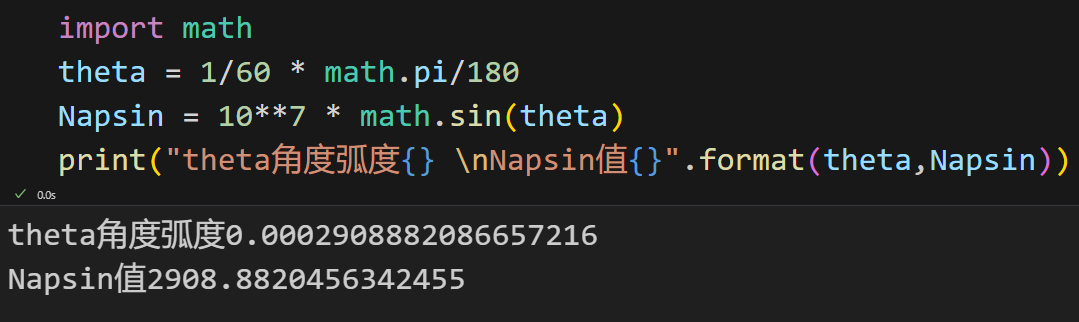 import math
theta = 1/60 * math.pi/180
Napsin = 10**7 * math.sin(theta)
print("theta角度弧度{} \nNapsin值{}".format(theta,Napsin))
✓ 0.0s
theta角度弧度0.0002908882086657216
Napsin值2908.8820456342455